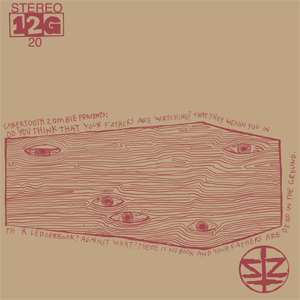 STEREO
12G
20
SABERTOOTH ZOMBIE PRESENTS:
DO YOU THINK THAT YOUR FATHERS ARE WATCHING? THAT THEY WEIGH YOU IN
TH R LEDGERBOOK? AGAINST WHAT? THERE IS NO BOOK AND YOUR FATHERS ARE
DEAD IN THE GROUND.
SZ